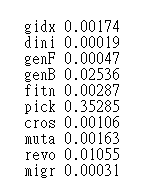 gidx 0.00174
dini 0.00019
genF 0.00047
genB 0.02536
fitn 0.00287
pick 0.35285
cros 0.00106
muta 0.00163
revo 0.01055
migr 0.00031